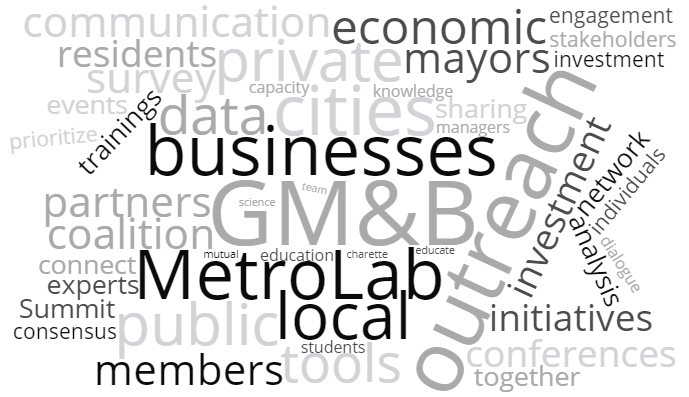 communication
economic
engagement
stakeholders
residents
private
mayors
investment
survey
capacity
knowledge
events
trainings
data
cities
sharing
managers
prioritize
businesses
Outreach
investment
network
individuals
analysis
dialogue
partners
GM&B
science
team
coalition
mutual
education
charette
educate
connect
experts
MetroLab
Summit
consensus
public
local
initiatives
students
members
tools
conferences
together